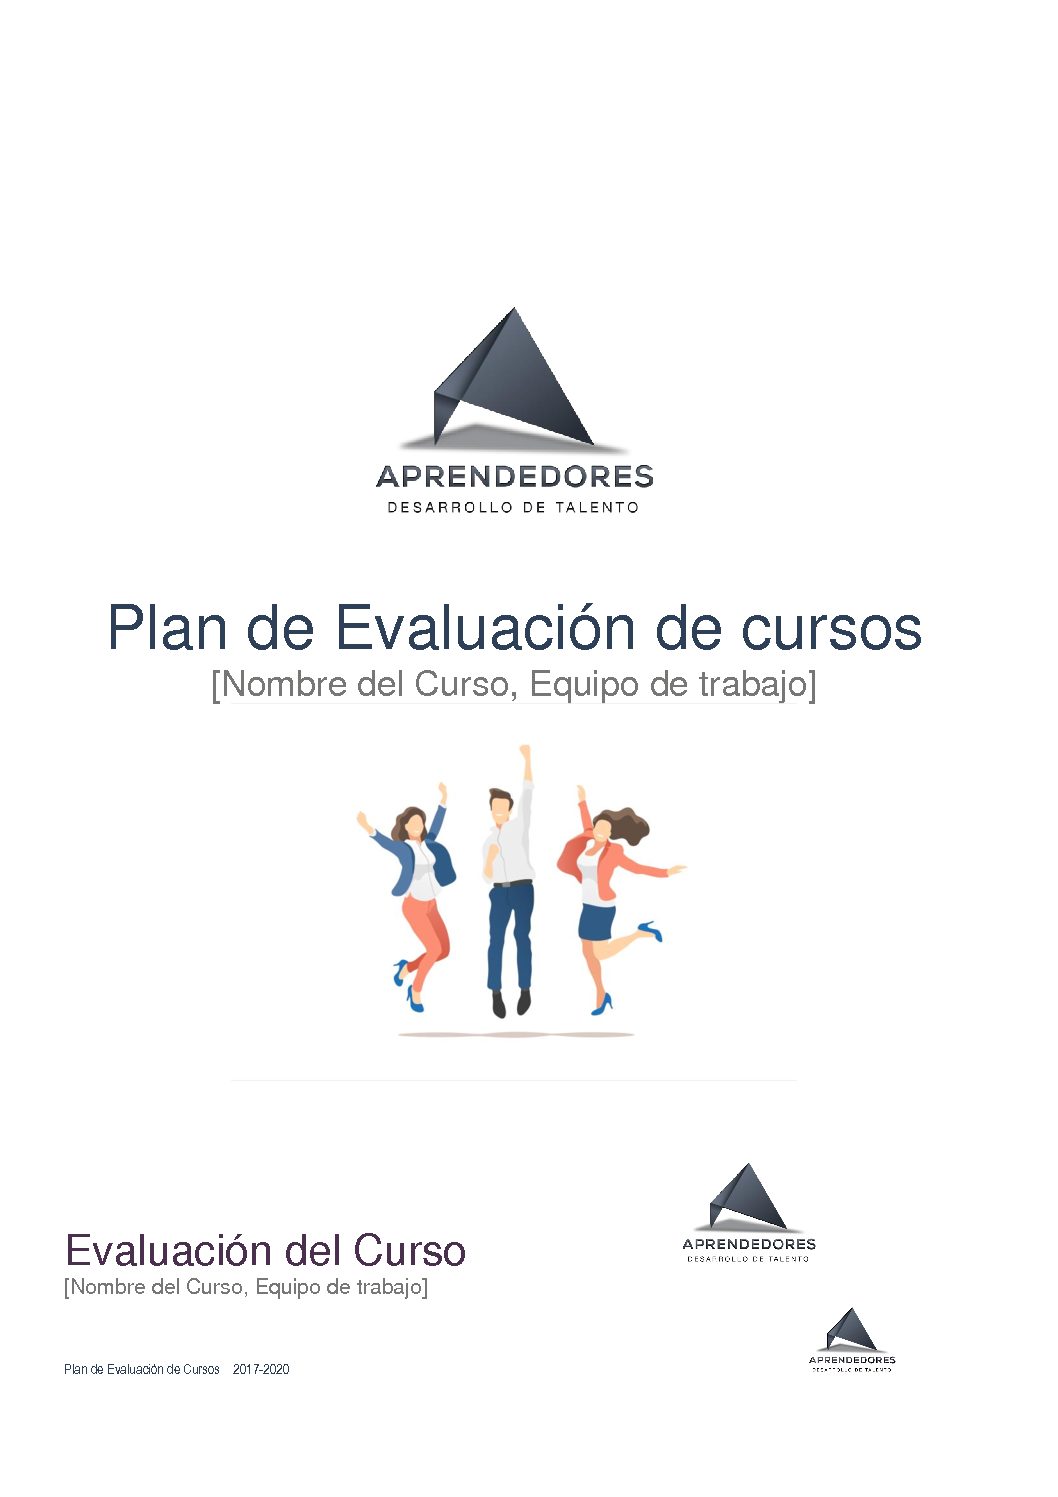 APRENDEDORES
DESARROLLO DE TALENTO
Plan de Evaluación de cursos
[Nombre del Curso, Equipo de trabajo]
APRENDEDORES
DESARROLLO DE TALENTO
Evaluación del Curso
[Nombre del Curso, Equipo de trabajo]
APRENDEDORES
DESARROLLO DE TALENTO
Plan de Evaluación de Cursos 2017-2020